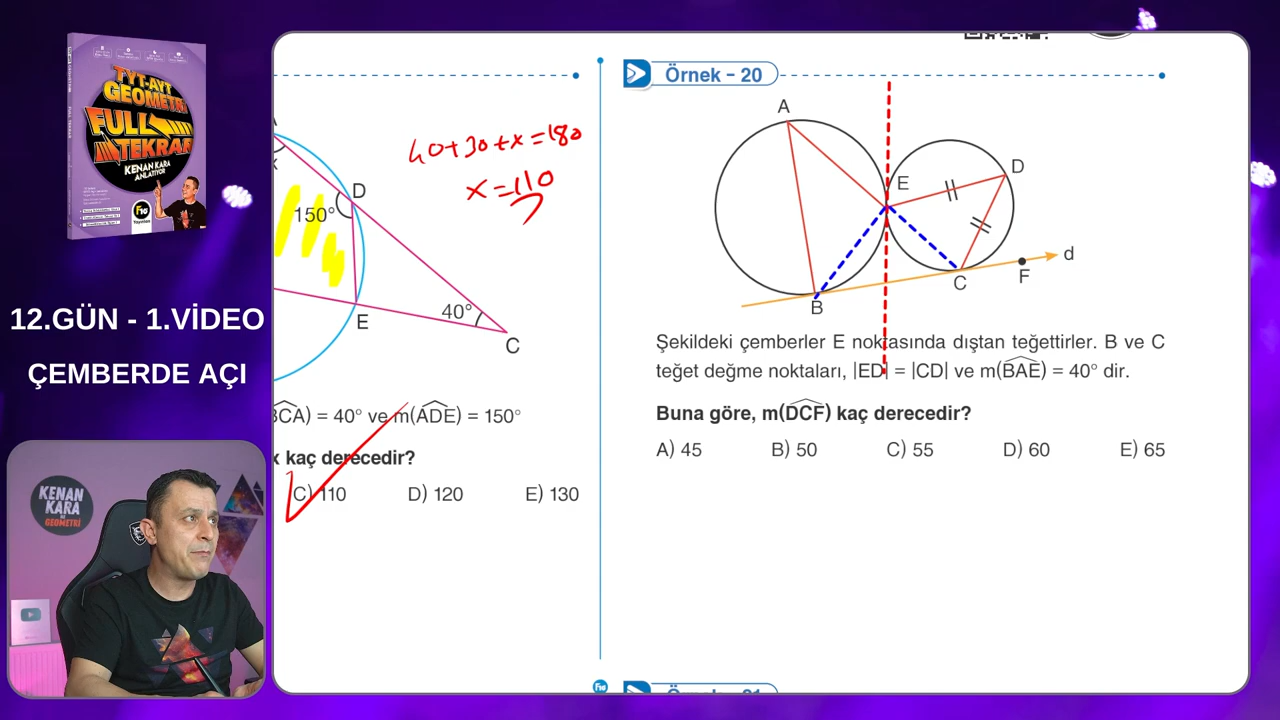 TYT-AYT
GEOMETRİ
FULL
TEKRAR
KENAN KARA
ANLATIYOR
12.GÜN - 1.VİDEO
ÇEMBERDE AÇI
KENAN
KARA
GEOMETRİ
x
D
150°
E
40°
C
40+30+x=180
x=110
BCA) = 40° ve m(ADE) = 150°
x kaç derecedir?
C) 110 D) 120 E) 130
Örnek - 20
A
E
D
d
B
C
F
Şekildeki çemberler E noktasında dıştan teğettirler. B ve C
teğet değme noktaları, |ED| = |CD| ve m(BAE) = 40° dir.
Buna göre, m(DCF) kaç derecedir?
A) 45 B) 50 C) 55 D) 60 E) 65